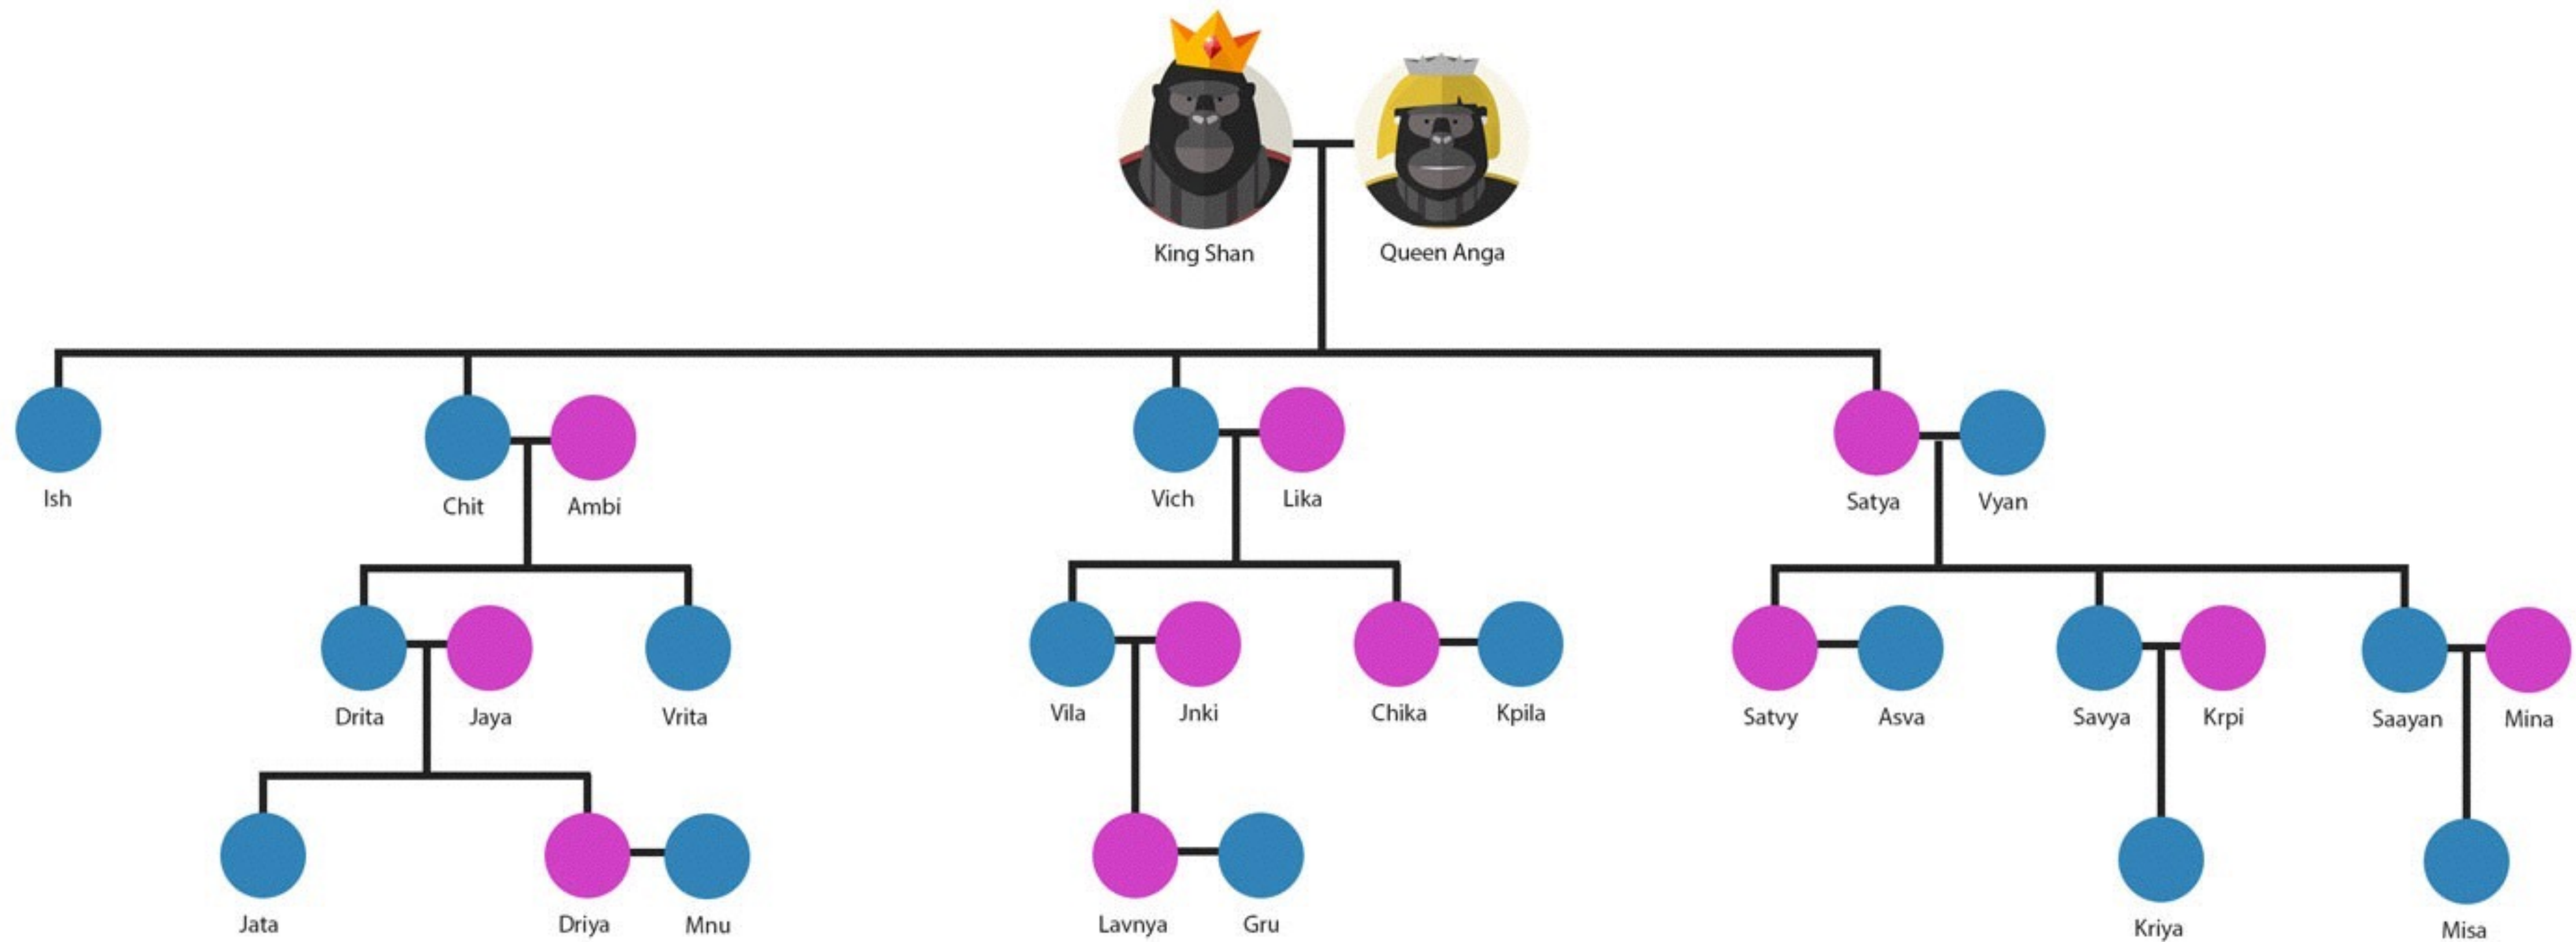 King Shan
Queen Anga
Ish
Chit
Ambi
Vich
Lika
Satya
Vyan
Drita
Jaya
Vrita
Vila
Jnki
Chika
Kpila
Satvy
Asva
Savya
Krpi
Saayan
Mina
Jata
Driya
Mnu
Lavnya
Gru
Kriya
Misa